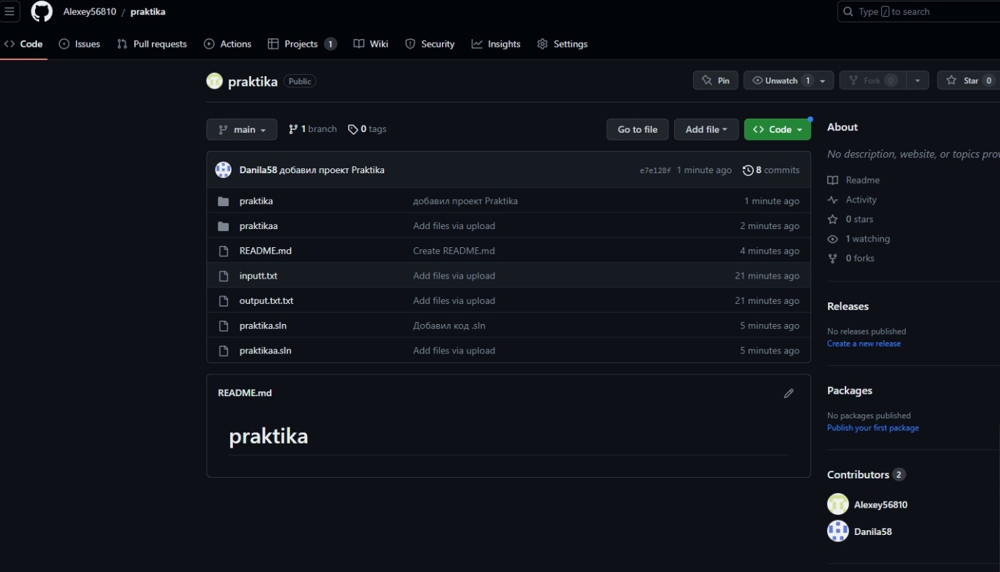 Alexey56810 / praktika
Type / to search
Code Issues Pull requests Actions Projects 1 Wiki Security Insights Settings
praktika Public
Pin Unwatch 1 Fork 0 Star 0
main 1 branch 0 tags Go to file Add file Code
Danila58 добавил проект Praktika e7e128f 1 minute ago 8 commits
praktika добавил проект Praktika 1 minute ago
praktikaa Add files via upload 2 minutes ago
README.md Create README.md 4 minutes ago
inputt.txt Add files via upload 21 minutes ago
output.txt.txt Add files via upload 21 minutes ago
praktika.sln Добавил код .sln 5 minutes ago
praktikaa.sln Add files via upload 5 minutes ago
README.md
praktika
About
No description, website, or topics prov
Readme
Activity
0 stars
1 watching
0 forks
Releases
No releases published
Create a new release
Packages
No packages published
Publish your first package
Contributors 2
Alexey56810
Danila58